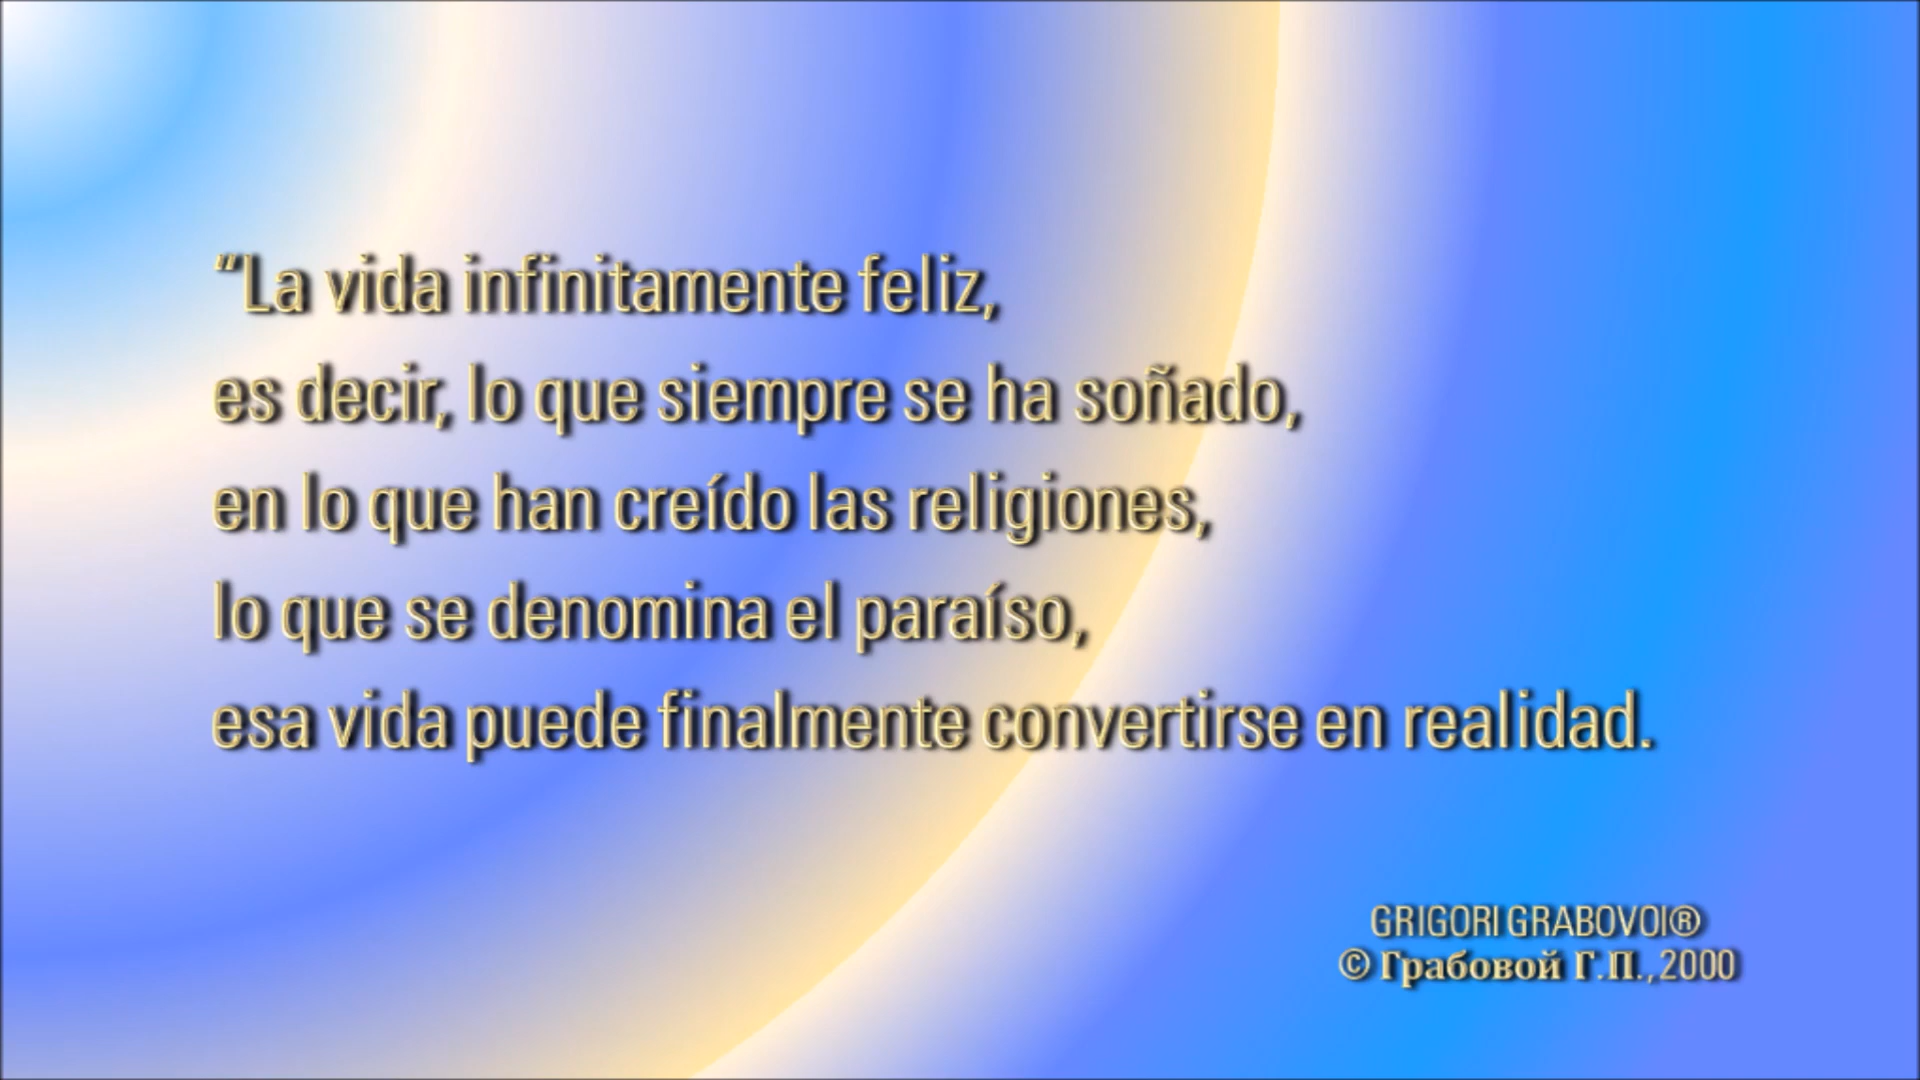 “La vida infinitamente feliz,
es decir, lo que siempre se ha soñado,
en lo que han creído las religiones,
lo que se denomina el paraíso,
esa vida puede finalmente convertirse en realidad.
GRIGORI GRABOVOI®
© Грабовой Г.П.,2000